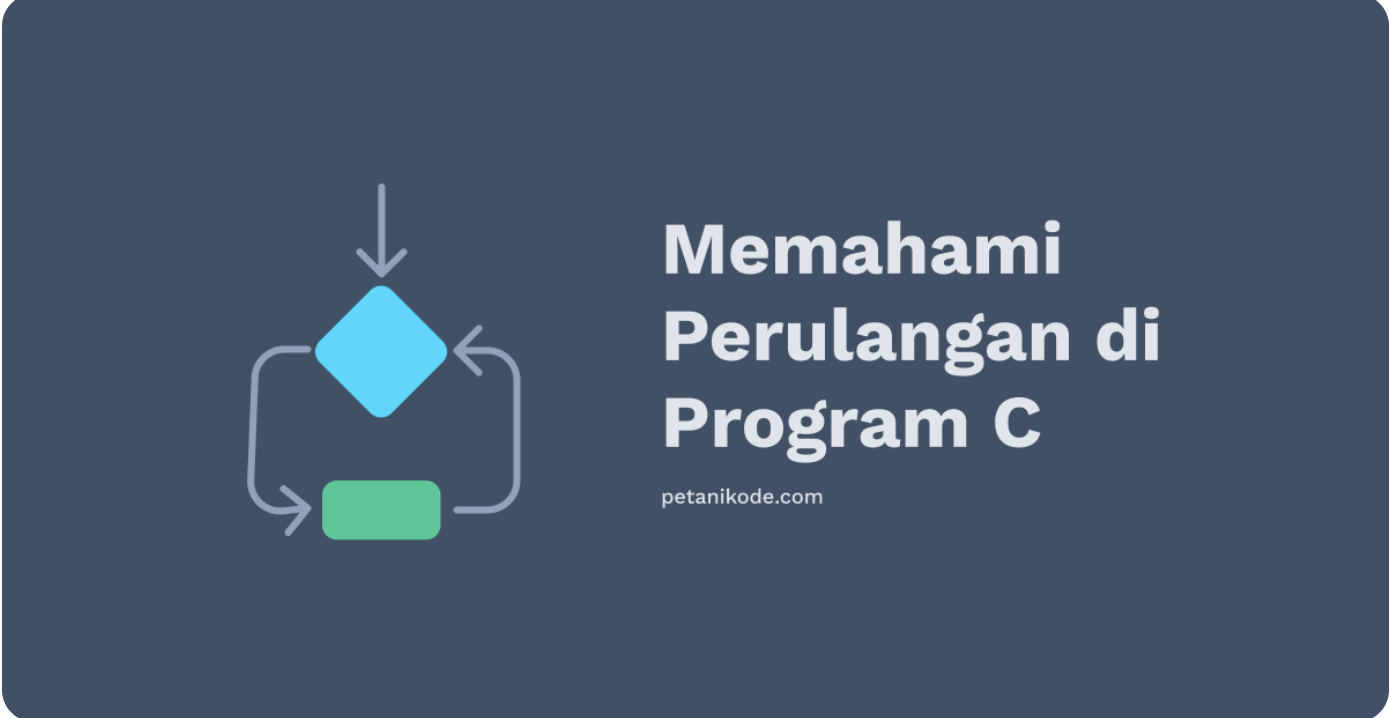 Memahami
Perulangan di
Program C
petanikode.com